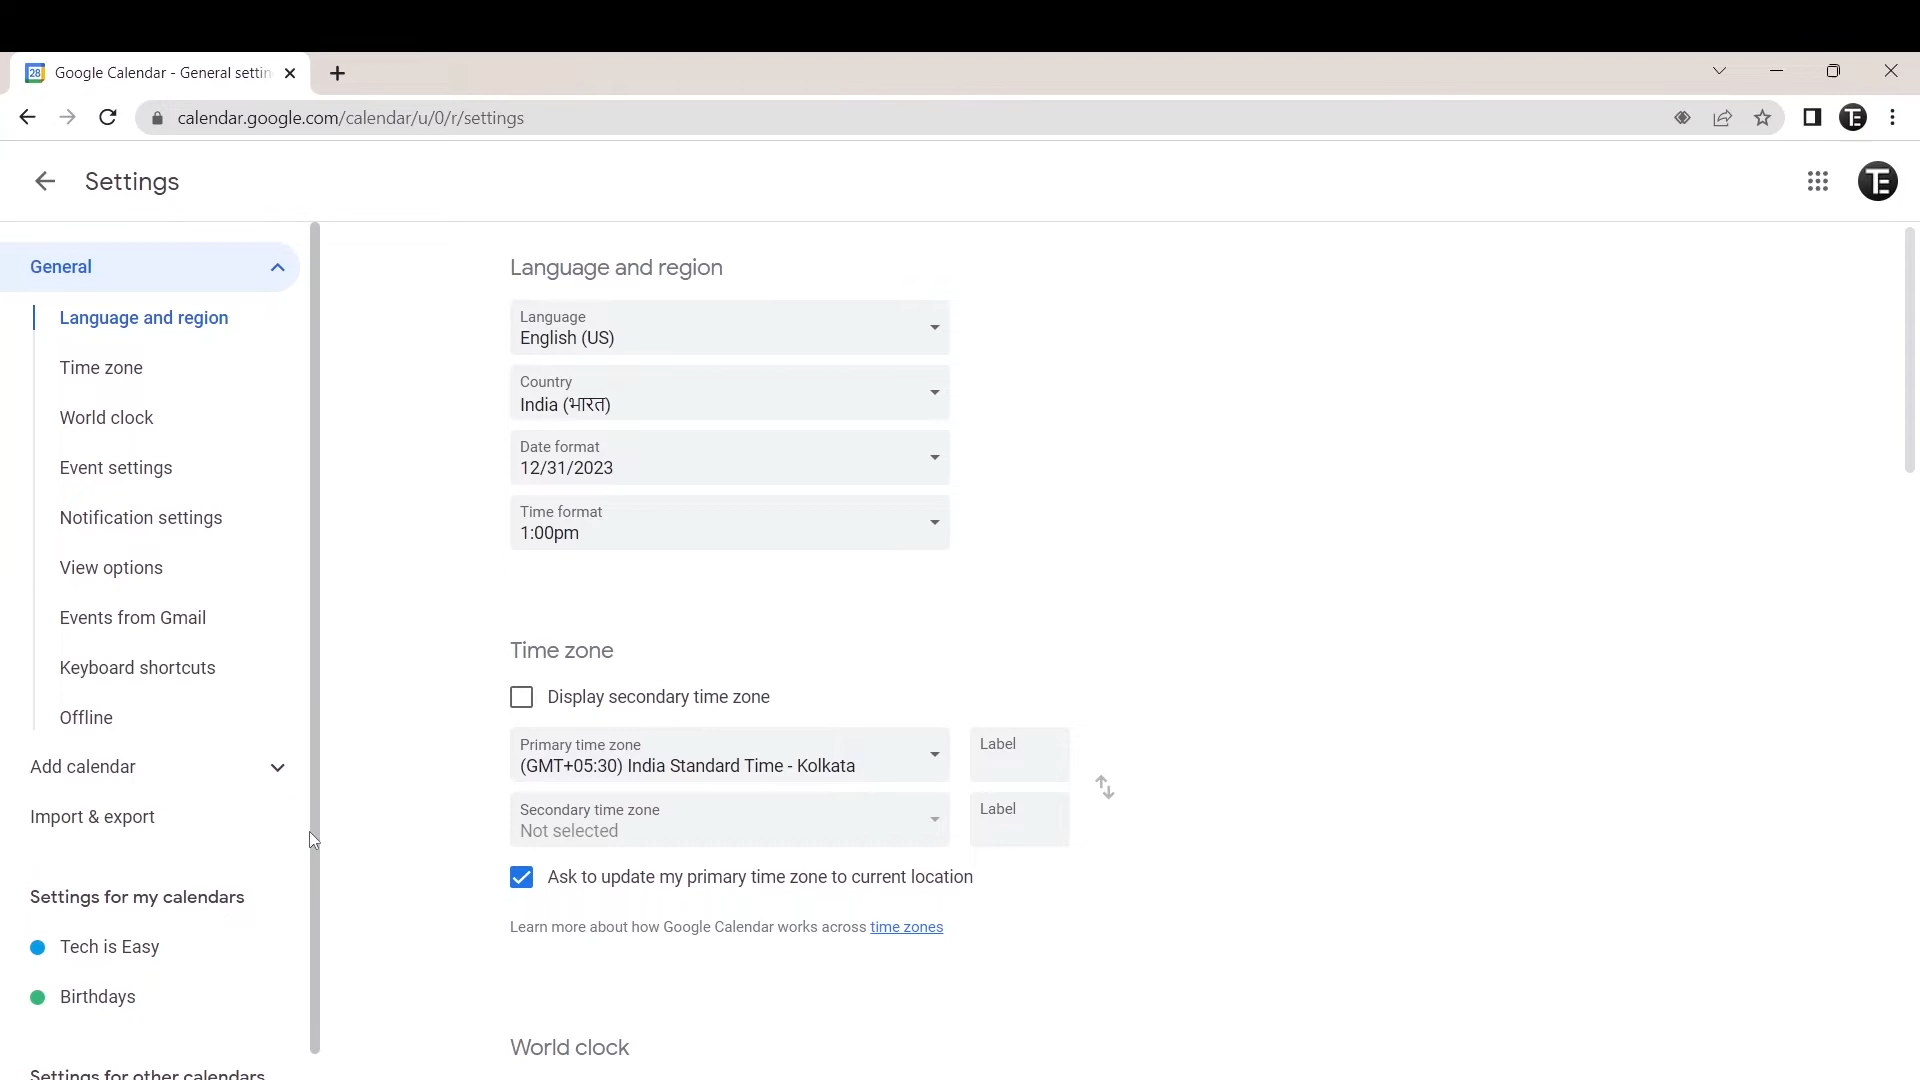 28
Google Calendar - General settin
calendar.google.com/calendar/u/0/r/settings
TE
Settings
TE
General
Language and region
Time zone
World clock
Event settings
Notification settings
View options
Events from Gmail
Keyboard shortcuts
Offline
Add calendar
Import & export
Settings for my calendars
Tech is Easy
Birthdays
Settings for other calendars
Language and region
Language
English (US)
Country
India (भारत)
Date format
12/31/2023
Time format
1:00pm
Time zone
Display secondary time zone
Primary time zone
(GMT+05:30) India Standard Time - Kolkata
Label
Secondary time zone
Not selected
Label
Ask to update my primary time zone to current location
Learn more about how Google Calendar works across time zones
World clock